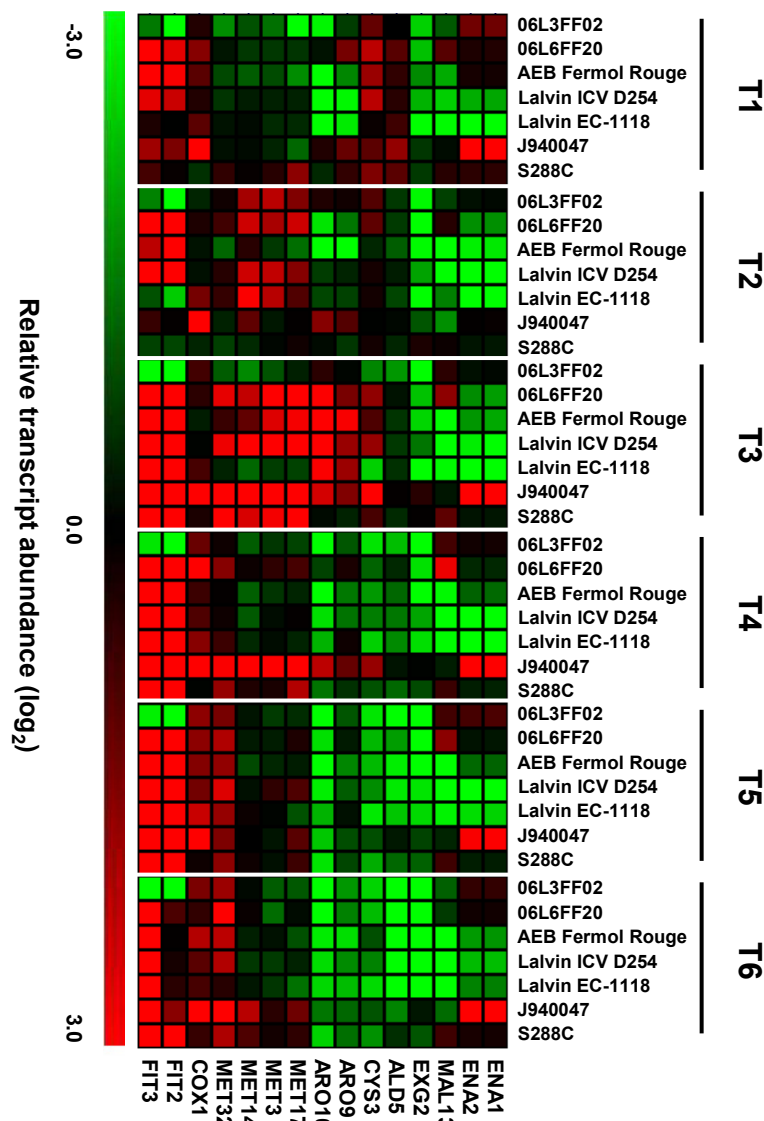 06L3FF02
06L6FF20
AEB Fermol Rouge
Lalvin ICV D254
Lalvin EC-1118
J940047
S288C
T1
06L3FF02
06L6FF20
AEB Fermol Rouge
Lalvin ICV D254
Lalvin EC-1118
J940047
S288C
T2
06L3FF02
06L6FF20
AEB Fermol Rouge
Lalvin ICV D254
Lalvin EC-1118
J940047
S288C
T3
06L3FF02
06L6FF20
AEB Fermol Rouge
Lalvin ICV D254
Lalvin EC-1118
J940047
S288C
T4
06L3FF02
06L6FF20
AEB Fermol Rouge
Lalvin ICV D254
Lalvin EC-1118
J940047
S288C
T5
06L3FF02
06L6FF20
AEB Fermol Rouge
Lalvin ICV D254
Lalvin EC-1118
J940047
S288C
T6
-3.0
0.0
3.0
Relative transcript abundance (log2)
FIT3
FIT2
COX1
MET32
MET14
MET3
MET17
ARO10
ARO9
CYS3
ALD5
EXG2
MAL13
ENA2
ENA1